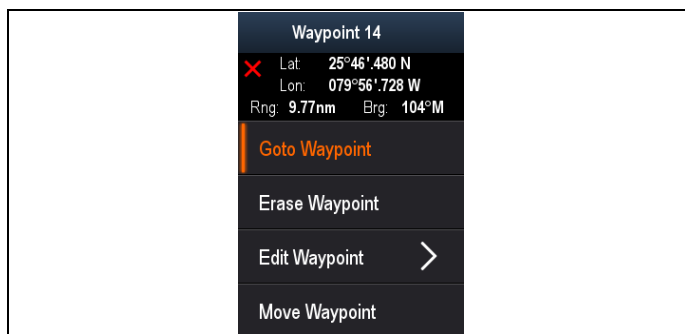 Waypoint 14
Lat: 25°46'.480 N
Lon: 079°56'.728 W
Rng: 9.77nm Brg: 104°M
Goto Waypoint
Erase Waypoint
Edit Waypoint
Move Waypoint